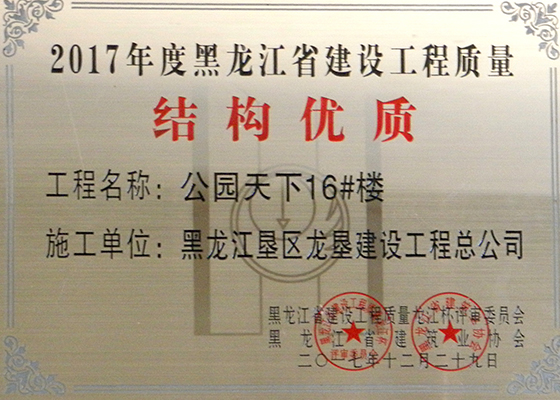 2017年度黑龙江省建设工程质量
结构优质
工程名称：公园天下16#楼
施工单位：黑龙江垦区龙垦建设工程总公司
黑龙江省建设工程质量龙江杯评审委员会
黑龙江省建筑业协会
二〇一七年十二月二十九日